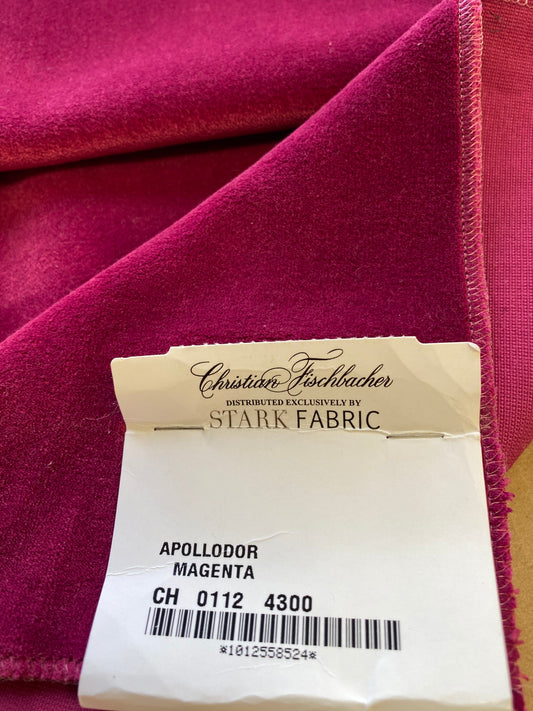 Christian Fischbacher
DISTRIBUTED EXCLUSIVELY BY
STARK FABRIC
APOLLODOR
MAGENTA
CH 0112 4300
*1012558524*